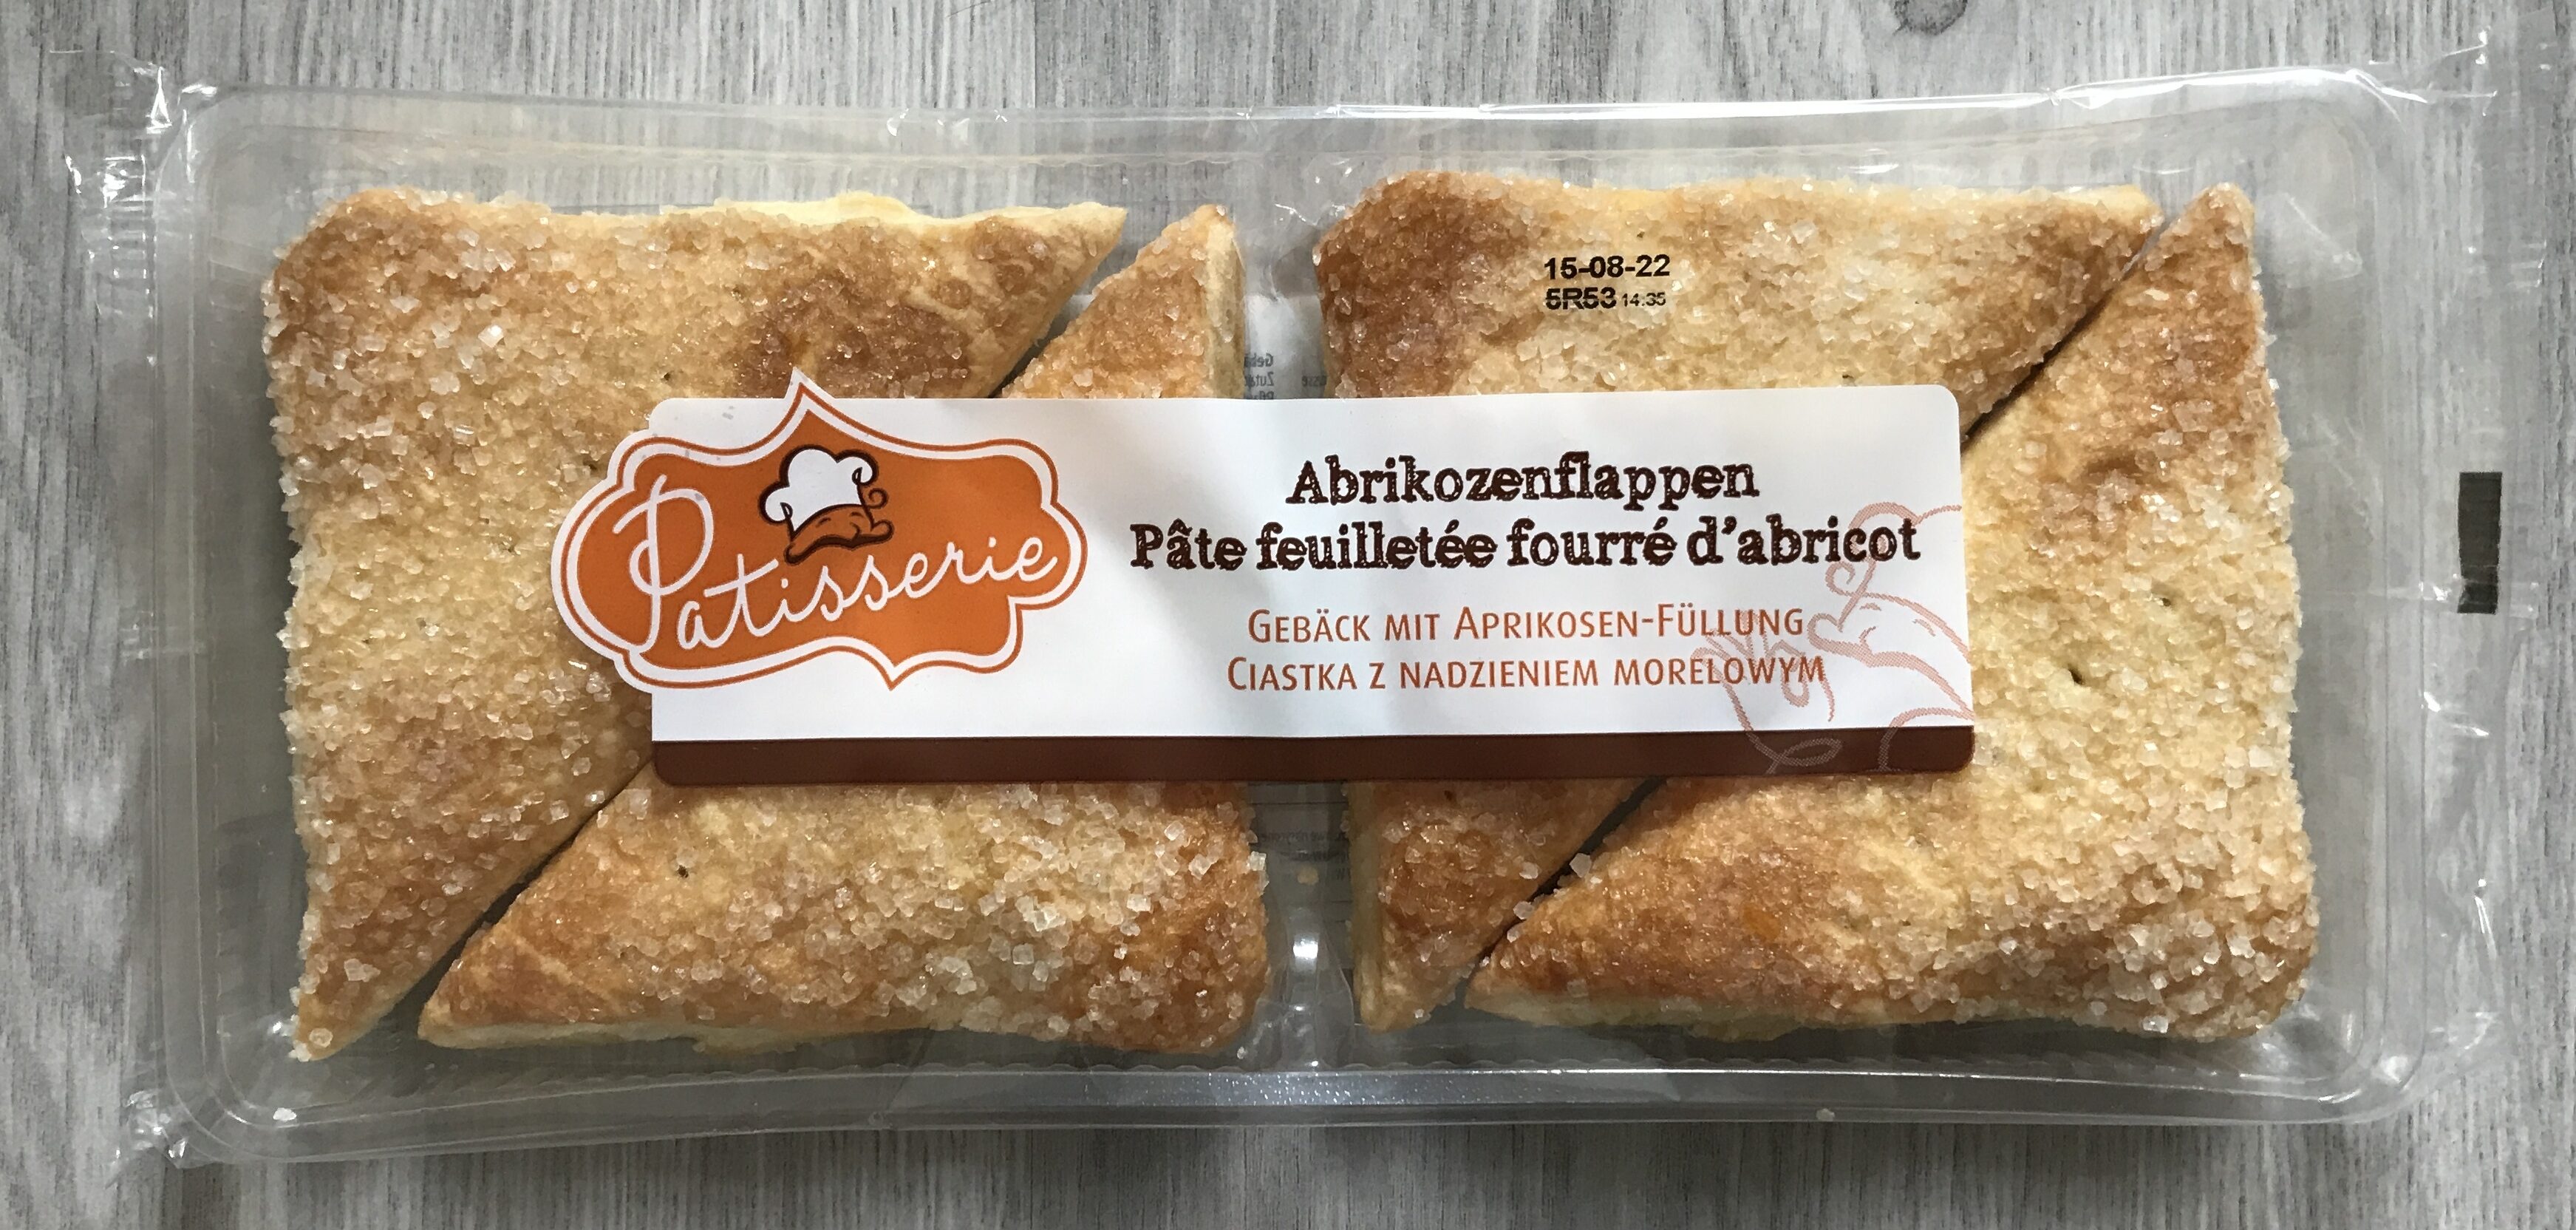 15-08-22
5R53 14:35
Patisserie
Abrikozenflappen
Pâte feuilletée fourré d'abricot
GEBÄCK MIT APRIKOSEN-FÜLLUNG
CIASTKA Z NADZIENIEM MORELOWYM